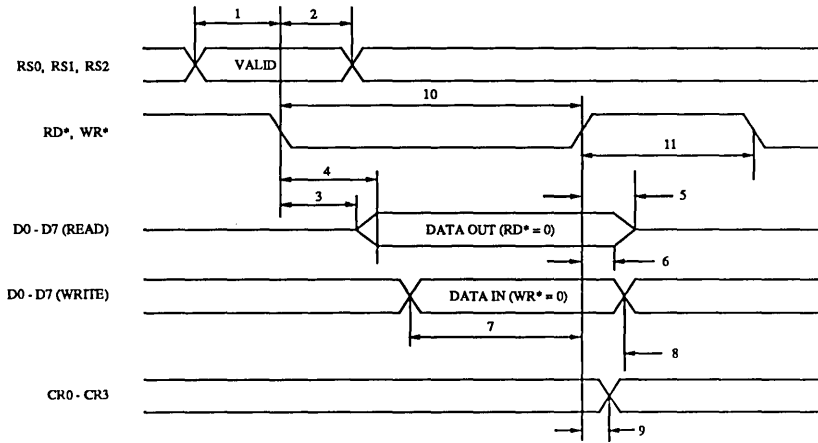 1 2
RS0, RS1, RS2 VALID
10
RD*, WR*
11
4
3 5
D0 - D7 (READ) DATA OUT (RD* = 0)
6
D0 - D7 (WRITE) DATA IN (WR* = 0)
7
8
CR0 - CR3
9